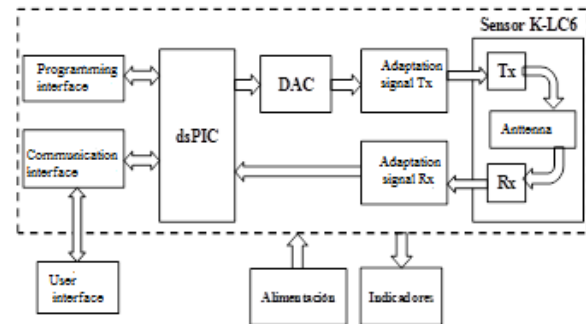 Sensor K-LC6
Programming
interface
dsPIC
DAC
Adaptation
signal Tx
Tx
Anttenna
Communication
interface
Adaptation
signal Rx
Rx
User
interface
Alimentación
Indicadores